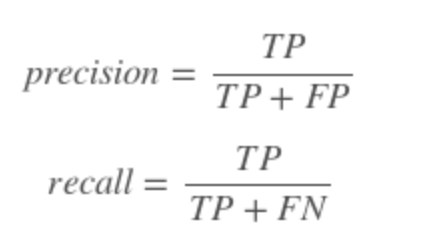 precision = TP / TP + FP
recall = TP / TP + FN